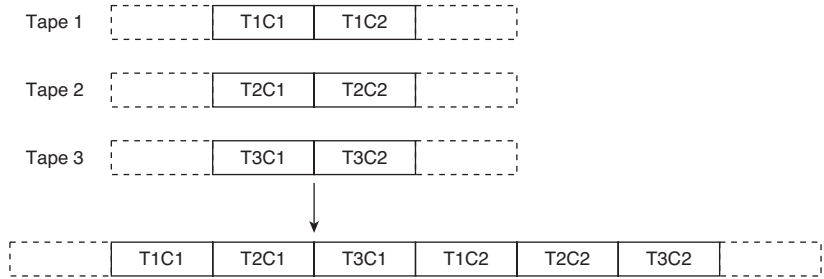 Tape 1 T1C1 T1C2
Tape 2 T2C1 T2C2
Tape 3 T3C1 T3C2
T1C1 T2C1 T3C1 T1C2 T2C2 T3C2